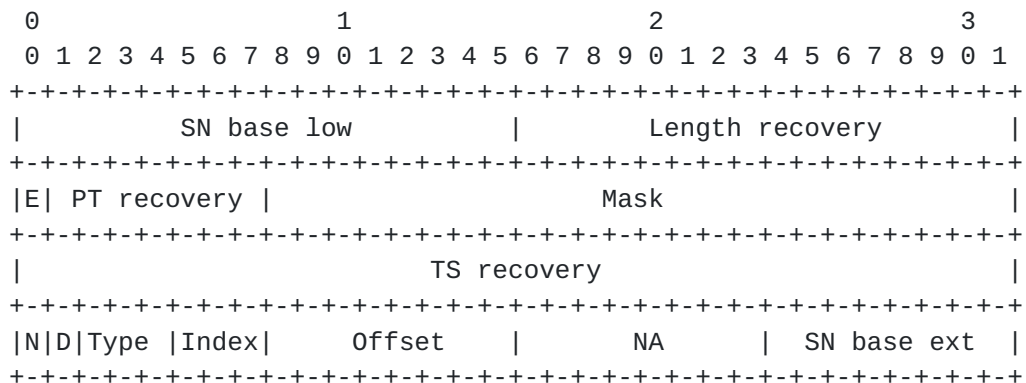 0                   1                   2                   3
 0 1 2 3 4 5 6 7 8 9 0 1 2 3 4 5 6 7 8 9 0 1 2 3 4 5 6 7 8 9 0 1
+-+-+-+-+-+-+-+-+-+-+-+-+-+-+-+-+-+-+-+-+-+-+-+-+-+-+-+-+-+-+-+-+
|          SN base low          |        Length recovery        |
+-+-+-+-+-+-+-+-+-+-+-+-+-+-+-+-+-+-+-+-+-+-+-+-+-+-+-+-+-+-+-+-+
|E| PT recovery |                     Mask                      |
+-+-+-+-+-+-+-+-+-+-+-+-+-+-+-+-+-+-+-+-+-+-+-+-+-+-+-+-+-+-+-+-+
|                          TS recovery                          |
+-+-+-+-+-+-+-+-+-+-+-+-+-+-+-+-+-+-+-+-+-+-+-+-+-+-+-+-+-+-+-+-+
|N|D|Type |Index|     Offset    |       NA      |  SN base ext  |
+-+-+-+-+-+-+-+-+-+-+-+-+-+-+-+-+-+-+-+-+-+-+-+-+-+-+-+-+-+-+-+-+